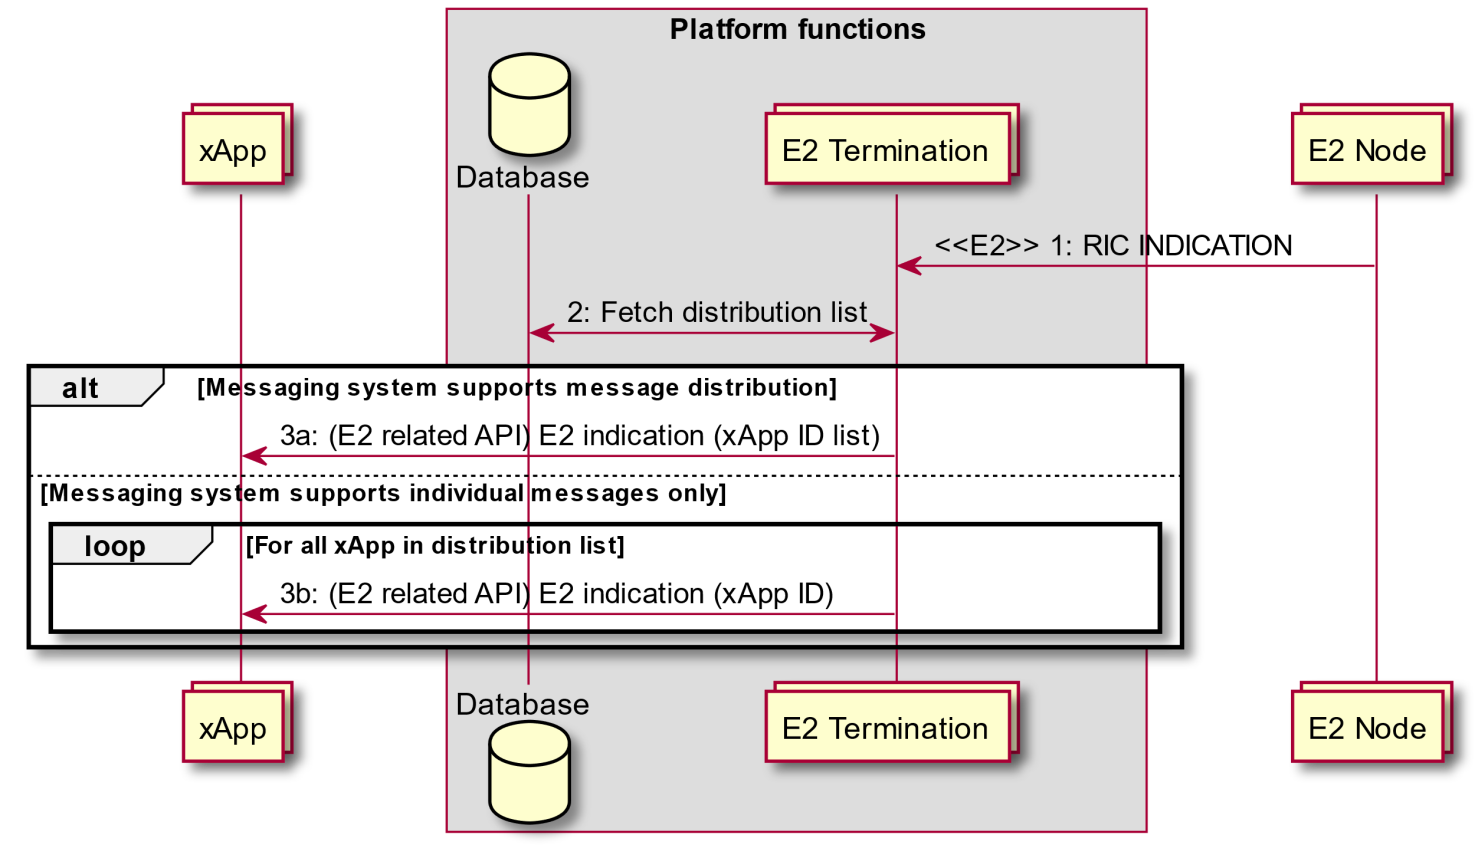 Platform functions
xApp
Database
E2 Termination
E2 Node
<<E2>> 1: RIC INDICATION
2: Fetch distribution list
alt
[Messaging system supports message distribution]
3a: (E2 related API) E2 indication (xApp ID list)
[Messaging system supports individual messages only]
loop
[For all xApp in distribution list]
3b: (E2 related API) E2 indication (xApp ID)
xApp
Database
E2 Termination
E2 Node